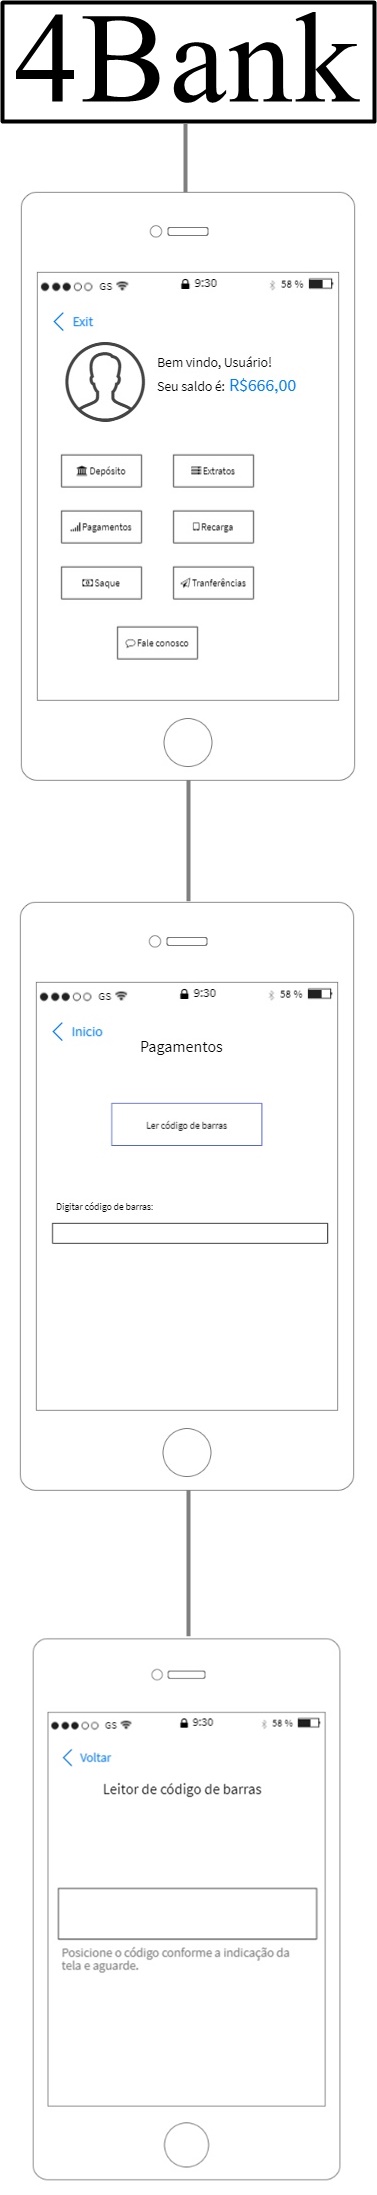 4Bank
GS 9:30 58 %
Exit
Bem vindo, Usuário!
Seu saldo é: R$666,00
Depósito Extratos
Pagamentos Recarga
Saque Tranferências
Fale conosco
GS 9:30 58 %
Inicio
Pagamentos
Ler código de barras
Digitar código de barras:
GS 9:30 58 %
Voltar
Leitor de código de barras
Posicione o código conforme a indicação da
tela e aguarde.